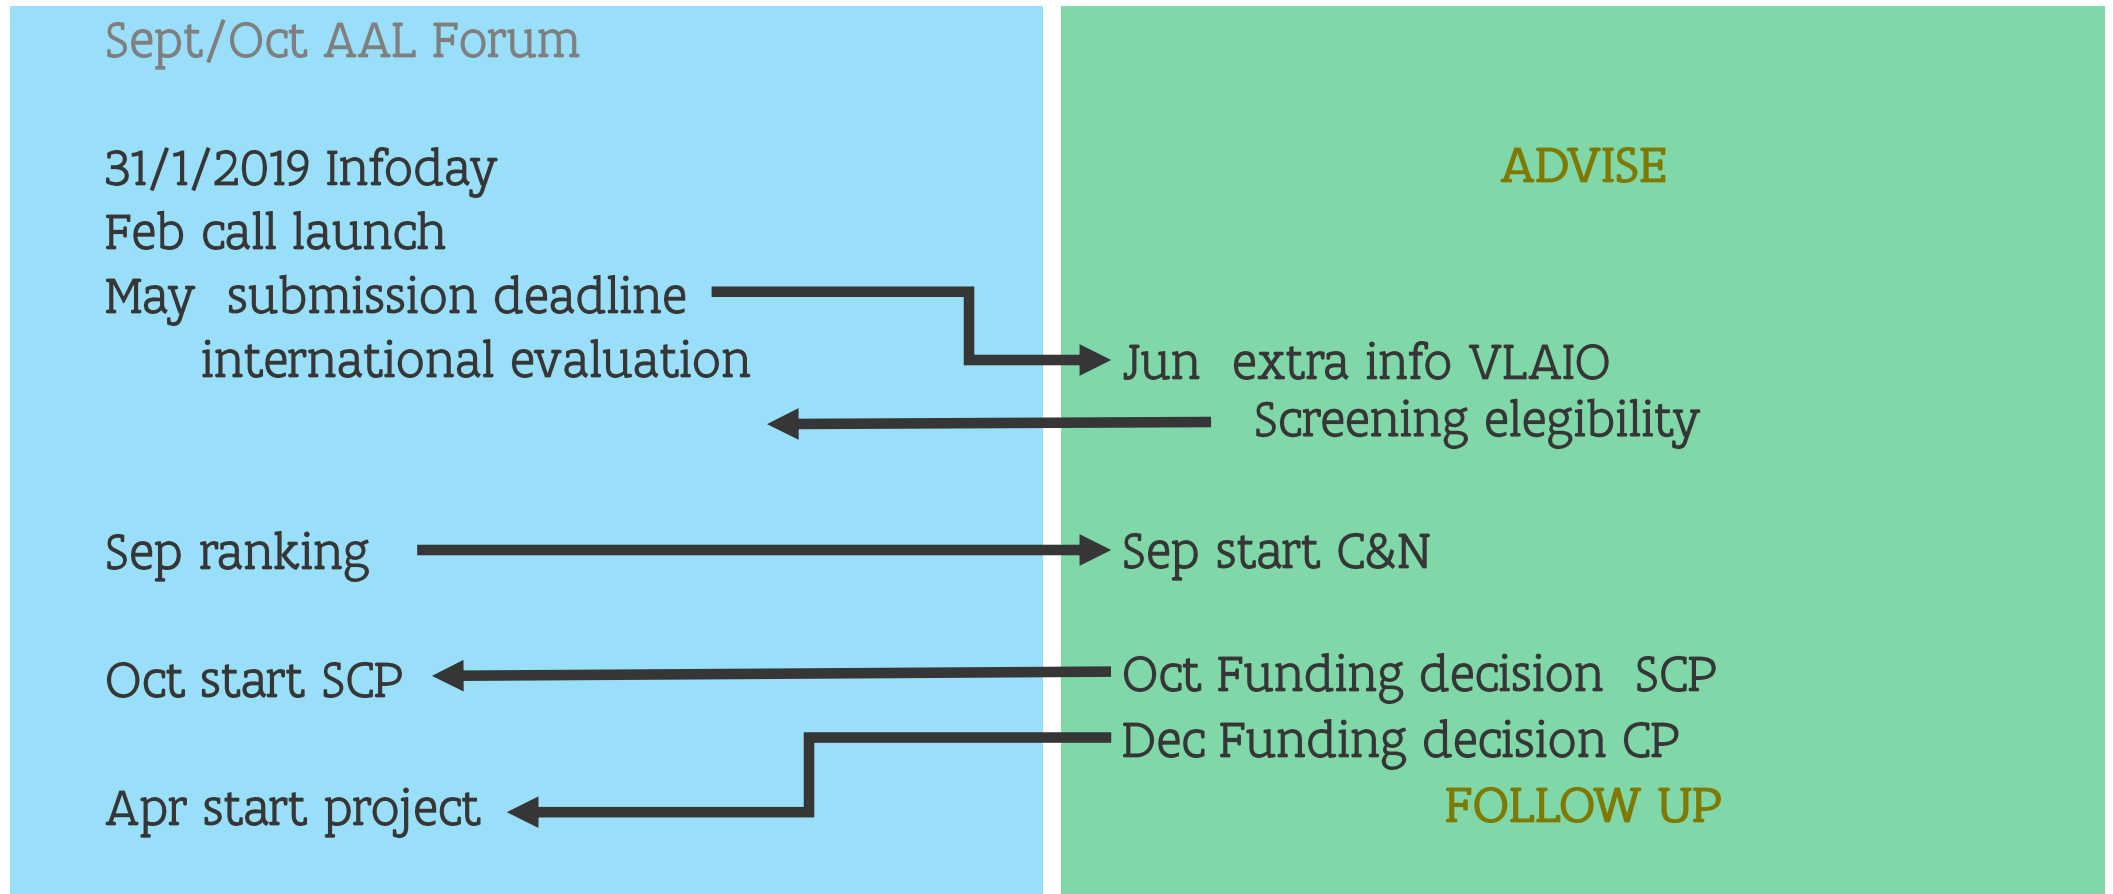 Sept/Oct AAL Forum
31/1/2019 Infoday
Feb call launch
May submission deadline
international evaluation
Sep ranking
Oct start SCP
Apr start project
ADVISE
Jun extra info VLAIO
Screening elegibility
Sep start C&N
Oct Funding decision SCP
Dec Funding decision CP
FOLLOW UP